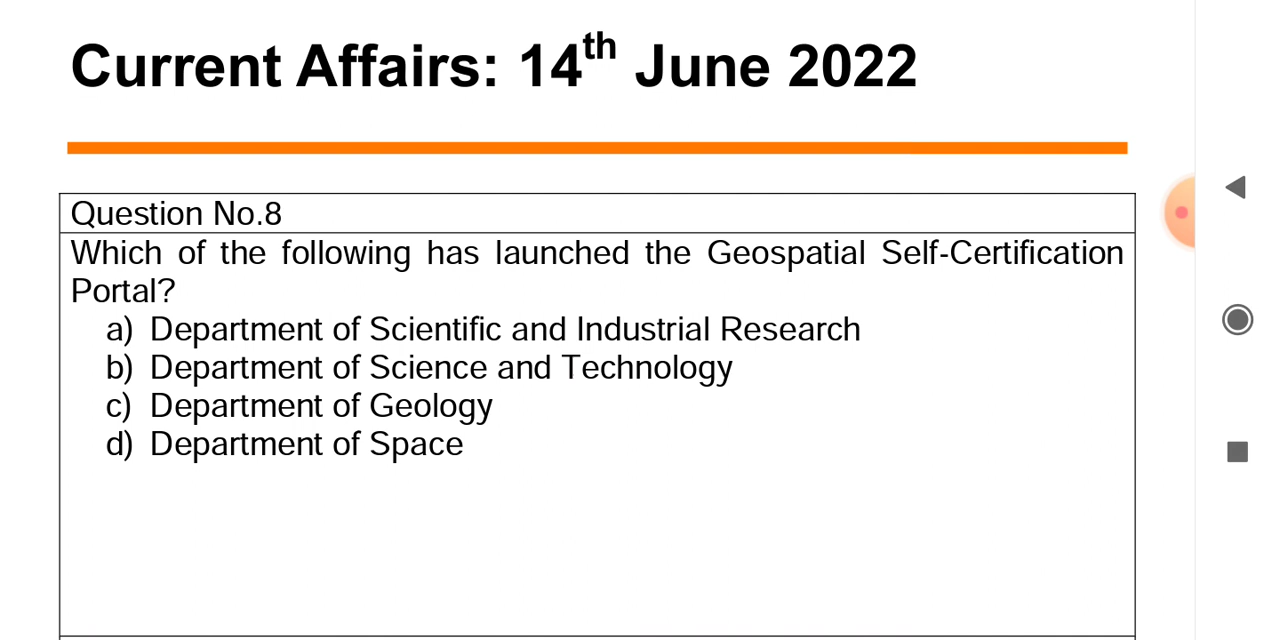 Current Affairs: 14th June 2022
Question No.8
Which of the following has launched the Geospatial Self-Certification
Portal?
a) Department of Scientific and Industrial Research
b) Department of Science and Technology
c) Department of Geology
d) Department of Space